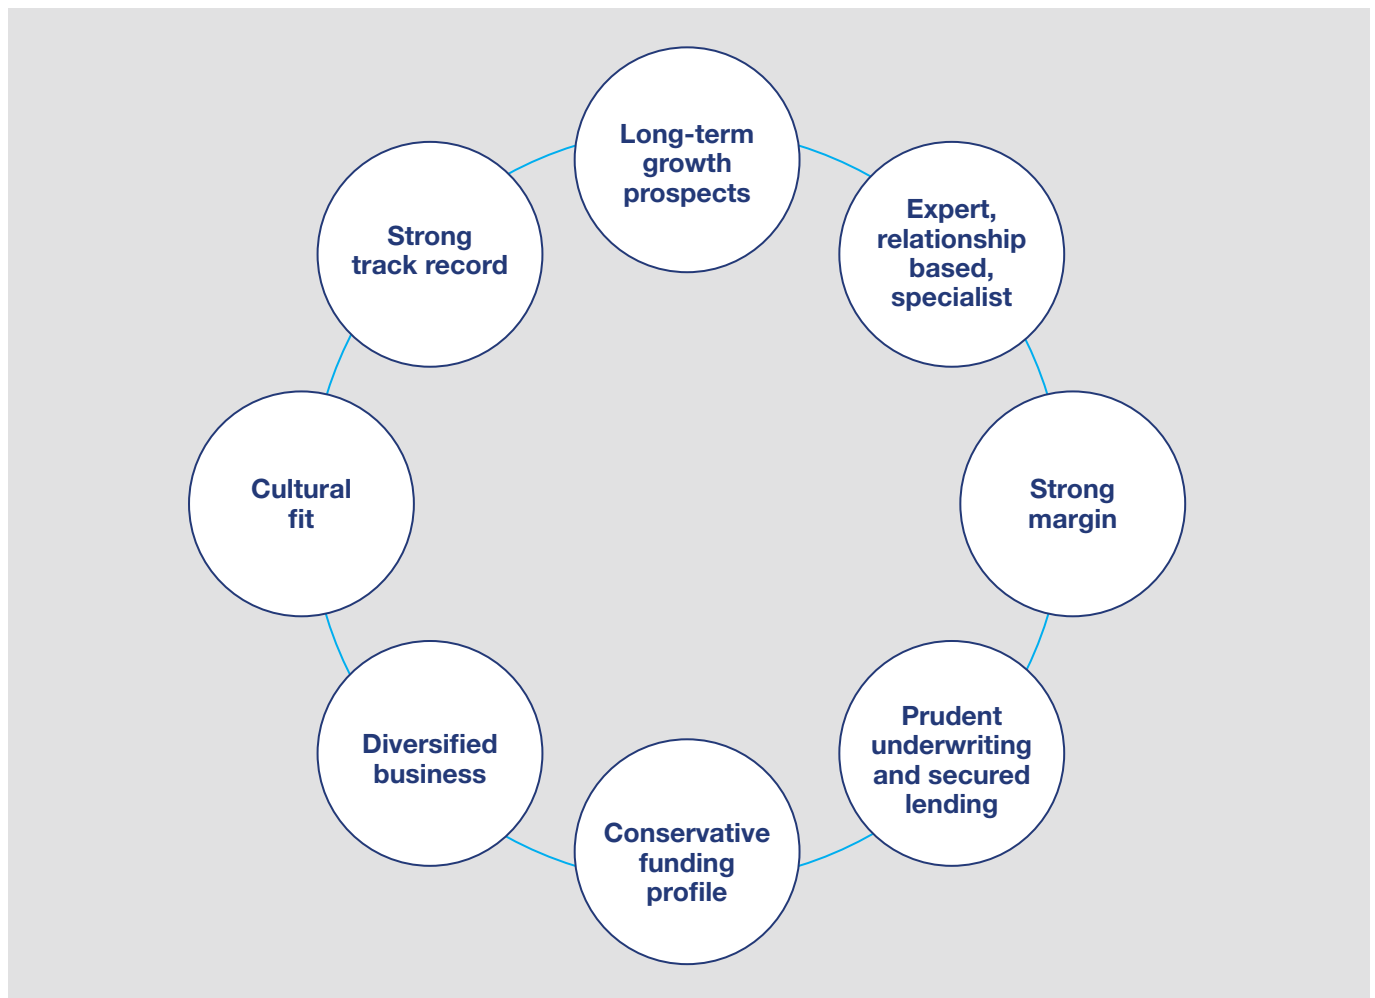 Long-term
growth
prospects
Expert,
relationship
based,
specialist
Strong
margin
Prudent
underwriting
and secured
lending
Conservative
funding
profile
Diversified
business
Cultural
fit
Strong
track record